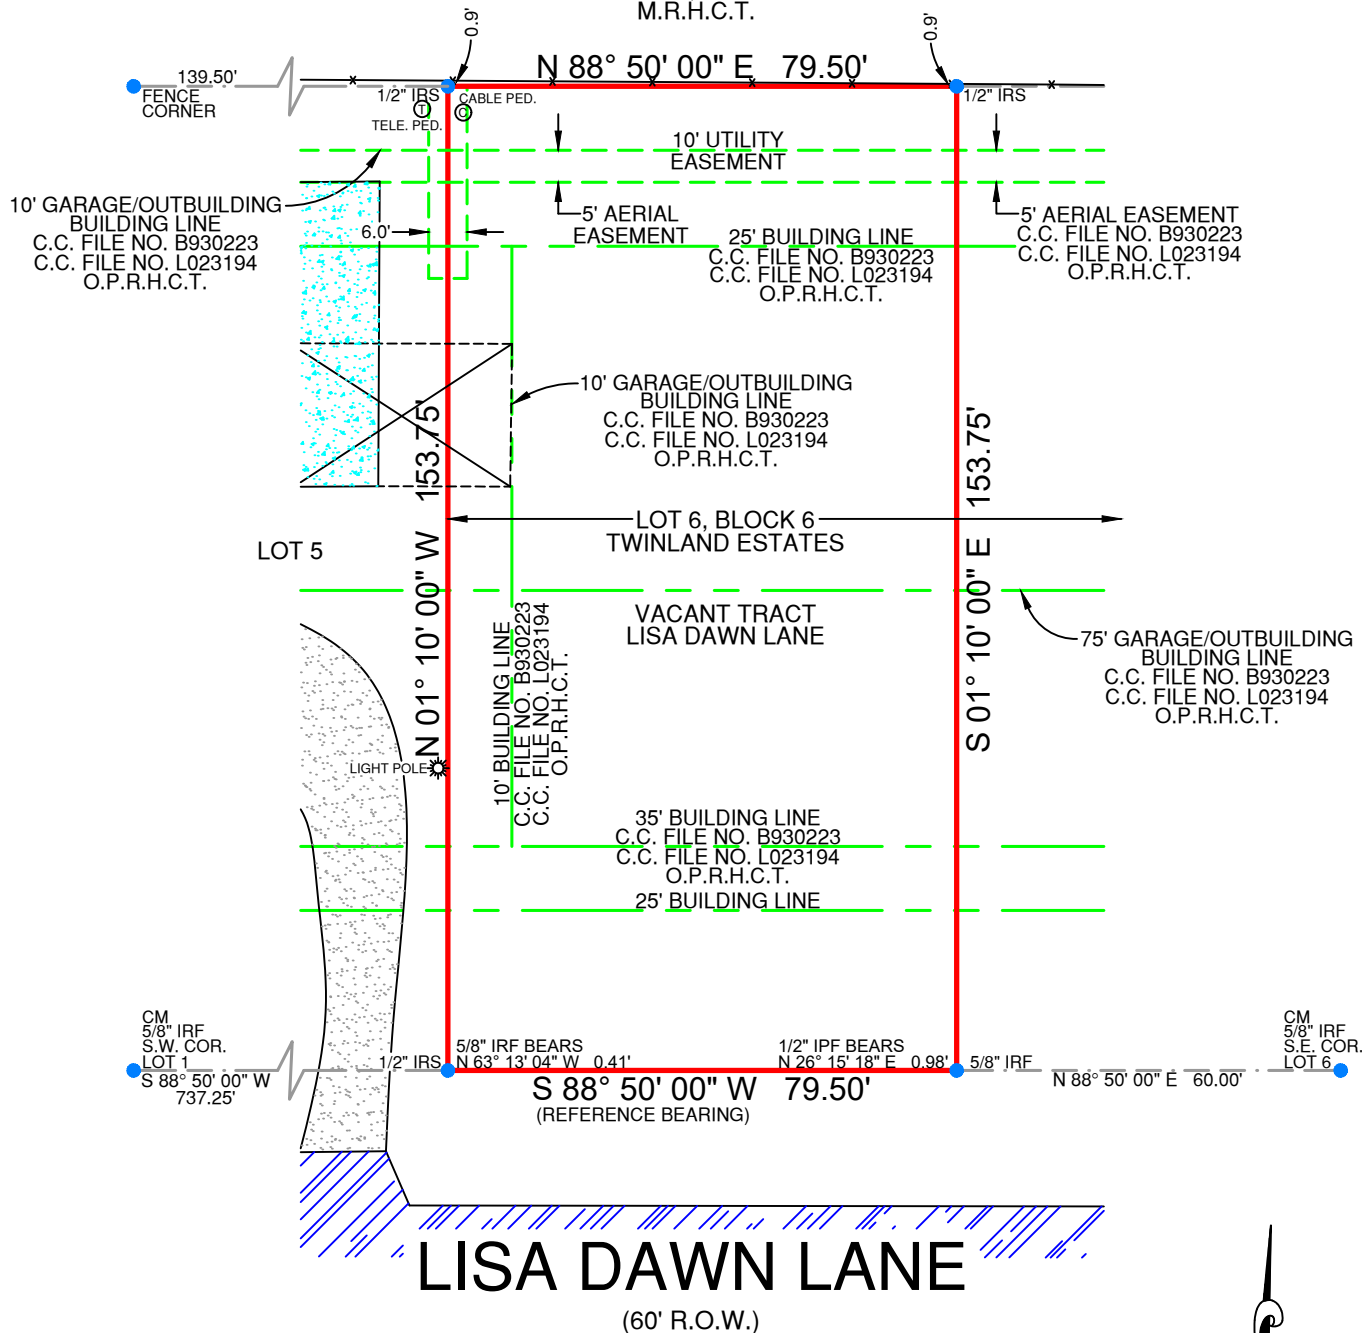 M.R.H.C.T.
0.9'
0.9'
N 88° 50' 00" E 79.50'
139.50'
FENCE
CORNER
1/2" IRS
CABLE PED.
1/2" IRS
T
C
TELE. PED.
10' UTILITY
EASEMENT
10' GARAGE/OUTBUILDING
BUILDING LINE
C.C. FILE NO. B930223
C.C. FILE NO. L023194
O.P.R.H.C.T.
6.0'
5' AERIAL
EASEMENT
25' BUILDING LINE
C.C. FILE NO. B930223
C.C. FILE NO. L023194
O.P.R.H.C.T.
5' AERIAL EASEMENT
C.C. FILE NO. B930223
C.C. FILE NO. L023194
O.P.R.H.C.T.
10' GARAGE/OUTBUILDING
BUILDING LINE
C.C. FILE NO. B930223
C.C. FILE NO. L023194
O.P.R.H.C.T.
N 01° 10' 00" W 153.75'
S 01° 10' 00" E 153.75'
LOT 6, BLOCK 6
TWINLAND ESTATES
LOT 5
VACANT TRACT
LISA DAWN LANE
75' GARAGE/OUTBUILDING
BUILDING LINE
C.C. FILE NO. B930223
C.C. FILE NO. L023194
O.P.R.H.C.T.
10' BUILDING LINE
C.C. FILE NO. B930223
C.C. FILE NO. L023194
O.P.R.H.C.T.
LIGHT POLE
35' BUILDING LINE
C.C. FILE NO. B930223
C.C. FILE NO. L023194
O.P.R.H.C.T.
25' BUILDING LINE
CM
5/8" IRF
S.W. COR.
LOT 1
S 88° 50' 00" W
737.25'
1/2" IRS
5/8" IRF BEARS
N 63° 13' 04" W 0.41'
1/2" IPF BEARS
N 26° 15' 18" E 0.98'
5/8" IRF
CM
5/8" IRF
S.E. COR.
LOT 6
N 88° 50' 00" E 60.00'
S 88° 50' 00" W 79.50'
(REFERENCE BEARING)
LISA DAWN LANE
(60' R.O.W.)